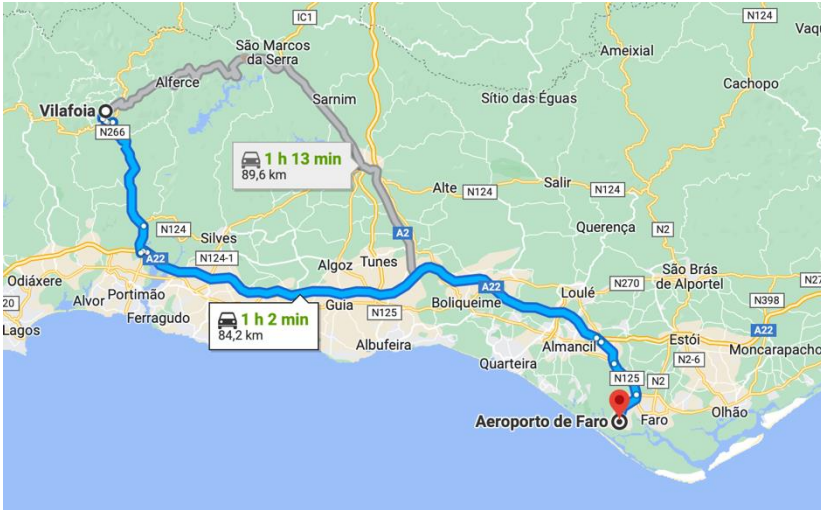 IC1
N124
Vaqu
São Marcos
da Serra
Ameixial
Alferce
Cachopo
Sarnim
Sítio das Éguas
Vilafoia
N266
1 h 13 min
89,6 km
Alte
N124
Salir
N124
N124
Silves
A2
Querença
N2
A22
N124-1
Algoz
Tunes
São Brás
de Alportel
Odiáxere
A22
Loulé
N270
N27
Portimão
Alvor
Guia
N125
Boliqueime
N398
20
Ferragudo
1 h 2 min
84,2 km
Lagos
Albufeira
Almancil
Estói
A22
Quarteira
N2-6
Moncarapacho
N125
N2
Aeroporto de Faro
Faro
Olhão